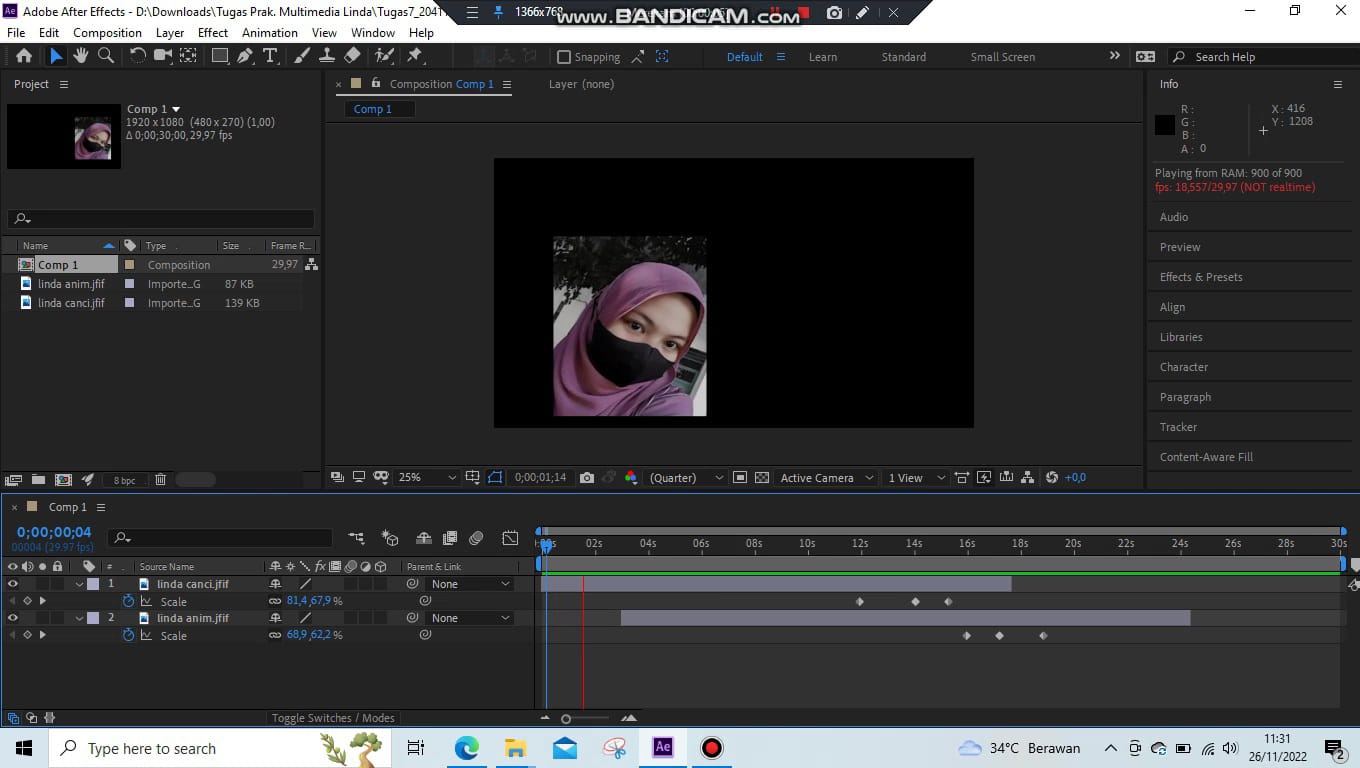 Adobe After Effects - D:\Downloads\Tugas Prak. Multimedia Linda\Tugas7_2041
1366x768
www.BANDICAM.com
File Edit Composition Layer Effect Animation View Window Help
Snapping
Default Learn Standard Small Screen
Search Help
Project
Comp 1
1920 x 1080 (480 x 270) (1,00)
Δ 0;00;30;00, 29,97 fps
Name Type Size Frame R...
Comp 1 Composition 29,97
linda anim.jfif Importe...G 87 KB
linda canci.jfif Importe...G 139 KB
8 bpc
Composition Comp 1
Layer (none)
Comp 1
25% 0;00;01;14 (Quarter) Active Camera 1 View +0,0
Info
R :
G :
B :
A : 0
X : 416
Y : 1208
Playing from RAM: 900 of 900
fps: 18,557/29,97 (NOT realtime)
Audio
Preview
Effects & Presets
Align
Libraries
Character
Paragraph
Tracker
Content-Aware Fill
Comp 1
0;00;00;04
00004 (29.97 fps)
02s 04s 06s 08s 10s 12s 14s 16s 18s 20s 22s 24s 26s 28s 30s
# Source Name Parent & Link
1 linda canci.jfif None
Scale 81,4,67,9 %
2 linda anim.jfif None
Scale 68,9,62,2 %
Toggle Switches / Modes
Type here to search
34°C Berawan
11:31
26/11/2022
2